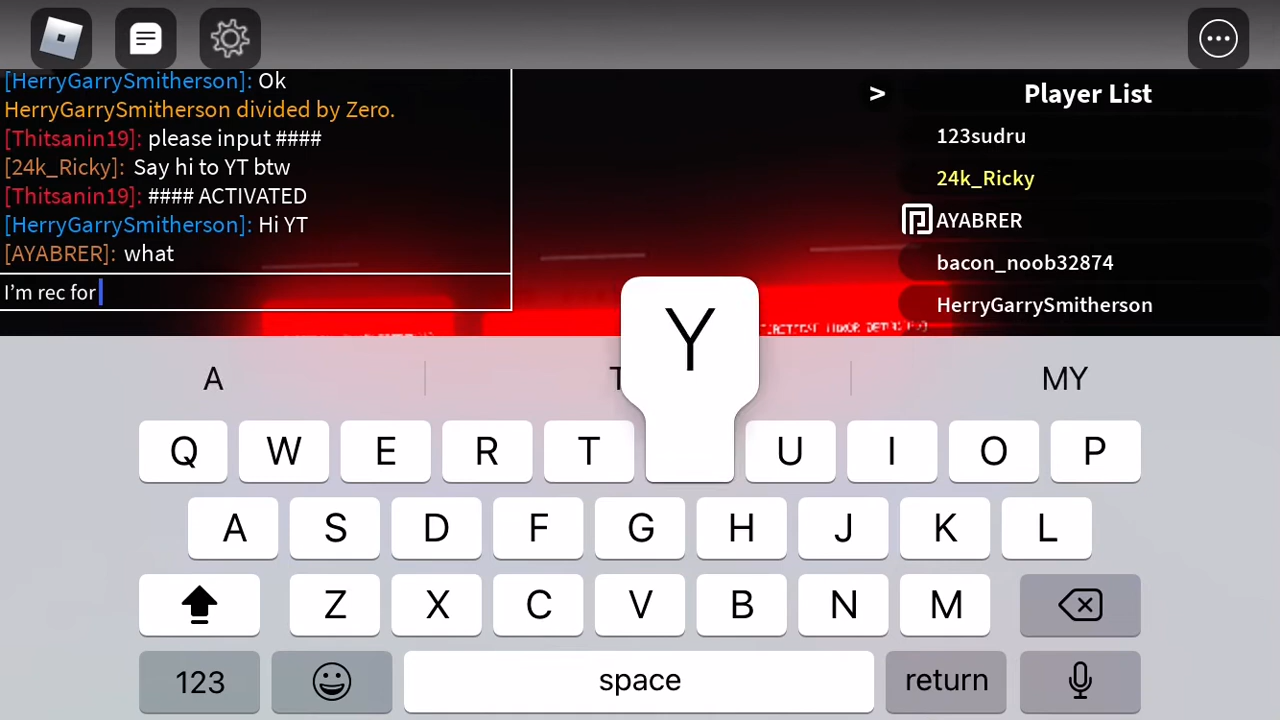 [HerryGarrySmitherson]: Ok
HerryGarrySmitherson divided by Zero.
[Thitsanin19]: please input ####
[24k_Ricky]: Say hi to YT btw
[Thitsanin19]: #### ACTIVATED
[HerryGarrySmitherson]: Hi YT
[AYABRER]: what
I'm rec for
>
Player List
123sudru
24k_Ricky
AYABRER
bacon_noob32874
HerryGarrySmitherson
A
MY
Y
Q W E R T U I O P
A S D F G H J K L
Z X C V B N M
123 space return